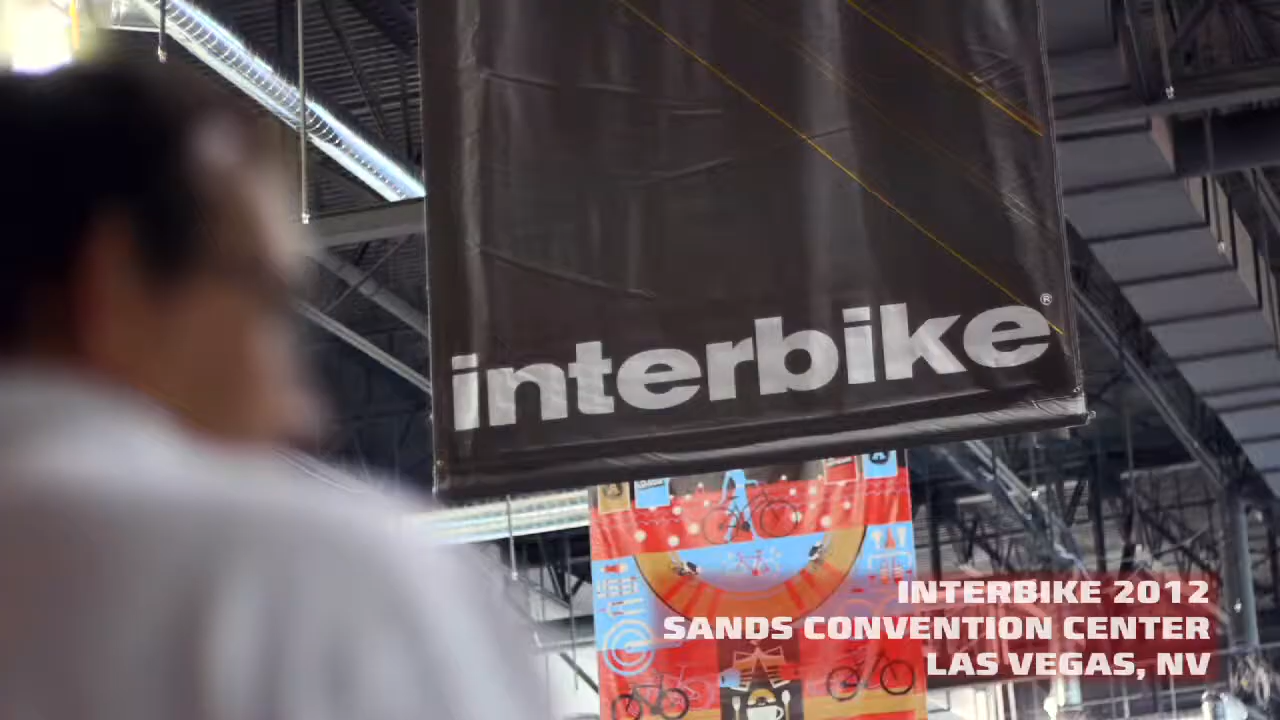 interbike®
INTERBIKE 2012
SANDS CONVENTION CENTER
LAS VEGAS, NV